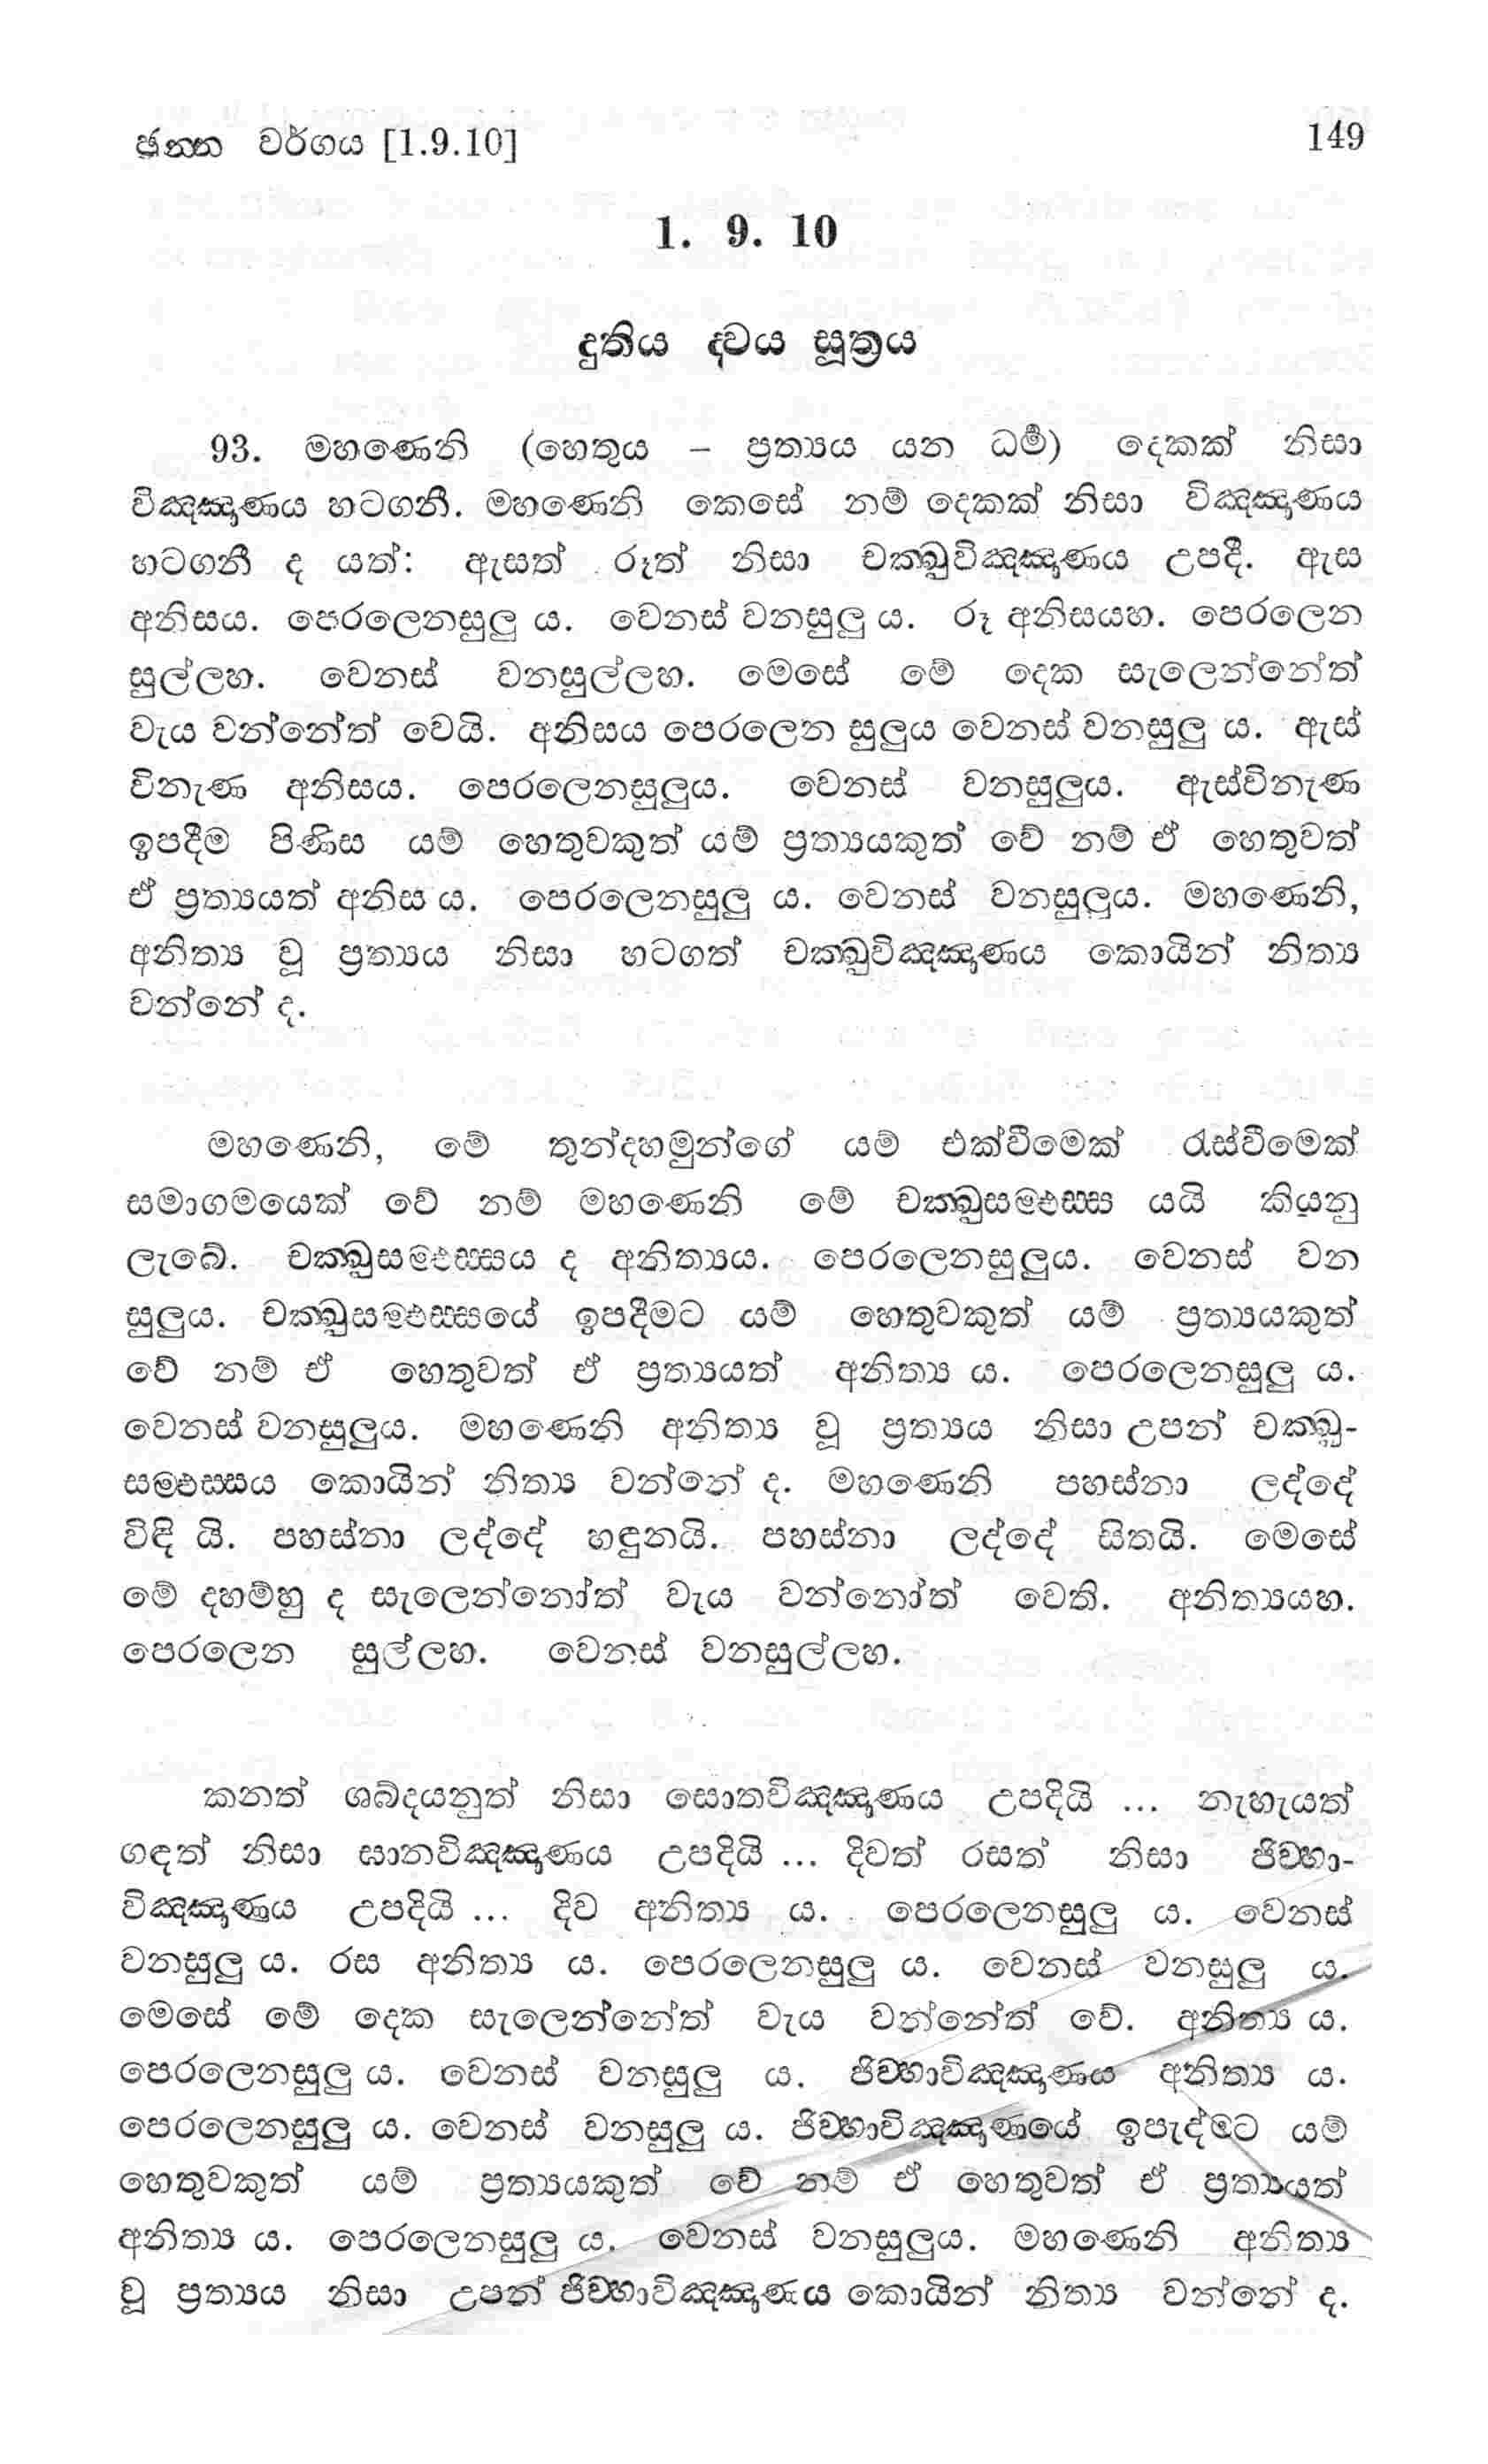 ඡන්න වර්ගය [1.9.10] 149
1. 9. 10
දුතිය ද්වය සූත්‍රය
93. මහණෙනි (හෙතුය – ප්‍රත්‍යය යන ධර්‍ම) දෙකක් නිසා
විඤ්ඤාණය හටගනී. මහණෙනි කෙසේ නම් දෙකක් නිසා විඤ්ඤාණය
හටගනී ද යත්: ඇසත් රූත් නිසා චක්ඛුවිඤ්ඤාණය උපදී. ඇස
අනිසය. පෙරලෙනසුලු ය. වෙනස් වනසුලු ය. රූ අනිසයහ. පෙරලෙන
සුල්ලහ. වෙනස් වනසුල්ලහ. මෙසේ මේ දෙක සැලෙන්නේත්
වැය වන්නේත් වෙයි. අනිසය පෙරලෙන සුලුය වෙනස් වනසුලු ය. ඇස්
විනැණ අනිසය. පෙරලෙනසුලුය. වෙනස් වනසුලුය. ඇස්විනැණ
ඉපදීම පිණිස යම් හෙතුවකුත් යම් ප්‍රත්‍යයකුත් වේ නම් ඒ හෙතුවත්
ඒ ප්‍රත්‍යයත් අනිස ය. පෙරලෙනසුලු ය. වෙනස් වනසුලුය. මහණෙනි,
අනිත්‍ය වූ ප්‍රත්‍යය නිසා හටගත් චක්ඛුවිඤ්ඤාණය කොයින් නිත්‍ය
වන්නේ ද.
මහණෙනි, මේ තුන්දහමුන්ගේ යම් එක්වීමෙක් රැස්වීමෙක්
සමාගමයෙක් වේ නම් මහණෙනි මේ චක්ඛුසම්ඵස්ස යයි කියනු
ලැබේ. චක්ඛුසම්ඵස්සය ද අනිත්‍යය. පෙරලෙනසුලුය. වෙනස් වන
සුලුය. චක්ඛුසම්ඵස්සයේ ඉපදීමට යම් හෙතුවකුත් යම් ප්‍රත්‍යයකුත්
වේ නම් ඒ හෙතුවත් ඒ ප්‍රත්‍යයත් අනිත්‍ය ය. පෙරලෙනසුලු ය.
වෙනස් වනසුලුය. මහණෙනි අනිත්‍ය වූ ප්‍රත්‍යය නිසා උපන් චක්ඛු-
සම්ඵස්සය කොයින් නිත්‍ය වන්නේ ද. මහණෙනි පහස්නා ලද්දේ
විඳි යි. පහස්නා ලද්දේ හඳුනයි. පහස්නා ලද්දේ සිතයි. මෙසේ
මේ දහම්හු ද සැලෙන්නෝත් වැය වන්නෝත් වෙති. අනිත්‍යයහ.
පෙරලෙන සුල්ලහ. වෙනස් වනසුල්ලහ.
කනත් ශබ්දයනුත් නිසා සොතවිඤ්ඤාණය උපදියි ... නැහැයත්
ගඳත් නිසා ඝානවිඤ්ඤාණය උපදියි ... දිවත් රසත් නිසා ජිව්හා-
විඤ්ඤාණය උපදියි ... දිව අනිත්‍ය ය. පෙරලෙනසුලු ය. වෙනස්
වනසුලු ය. රස අනිත්‍ය ය. පෙරලෙනසුලු ය. වෙනස් වනසුලු ය.
මෙසේ මේ දෙක සැලෙන්නේත් වැය වන්නේත් වේ. අනිත්‍ය ය.
පෙරලෙනසුලු ය. වෙනස් වනසුලු ය. ජිව්හාවිඤ්ඤාණය අනිත්‍ය ය.
පෙරලෙනසුලු ය. වෙනස් වනසුලු ය. ජිව්හාවිඤ්ඤාණයේ ඉපැද්මට යම්
හෙතුවකුත් යම් ප්‍රත්‍යයකුත් වේ නම් ඒ හෙතුවත් ඒ ප්‍රත්‍යයත්
අනිත්‍ය ය. පෙරලෙනසුලු ය. වෙනස් වනසුලුය. මහණෙනි අනිත්‍ය
වූ ප්‍රත්‍යය නිසා උපන් ජිව්හාවිඤ්ඤාණය කොයින් නිත්‍ය වන්නේ ද.